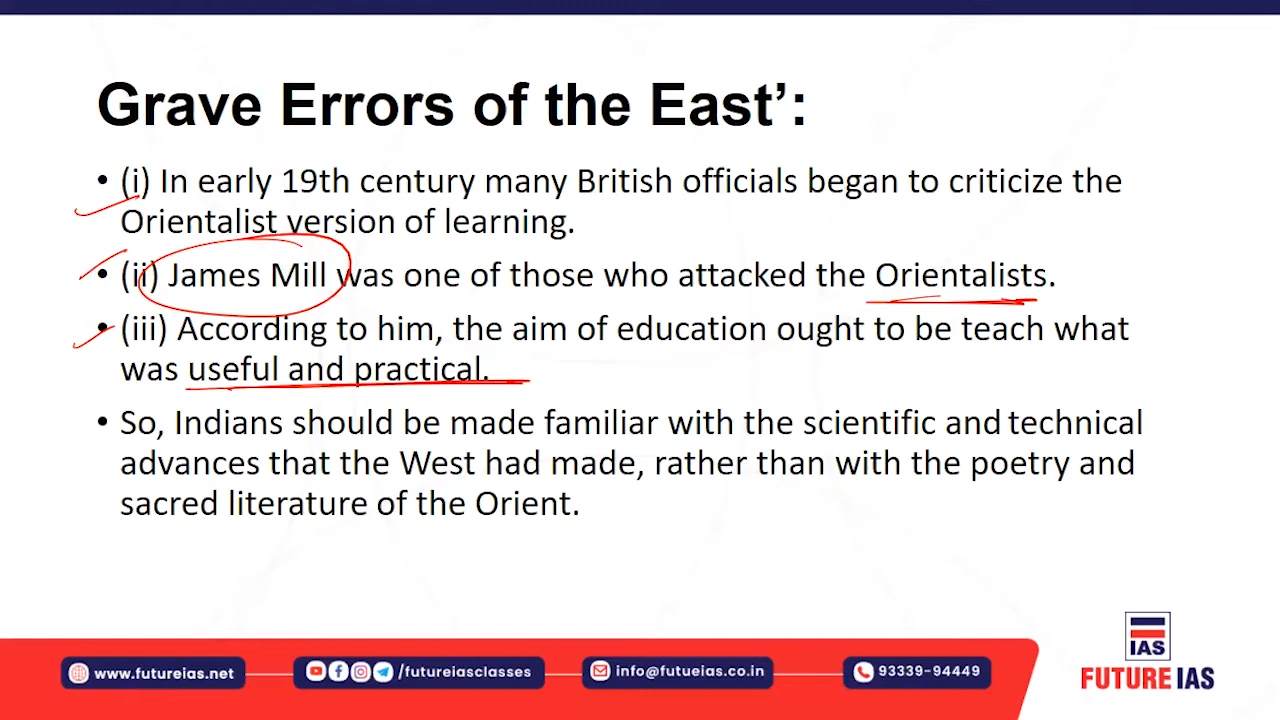 Grave Errors of the East’:
• (i) In early 19th century many British officials began to criticize the
Orientalist version of learning.
• (ii) James Mill was one of those who attacked the Orientalists.
• (iii) According to him, the aim of education ought to be teach what
was useful and practical.
• So, Indians should be made familiar with the scientific and technical
advances that the West had made, rather than with the poetry and
sacred literature of the Orient.
IAS
FUTURE IAS
www.futureias.net
/futureiasclasses
info@futueias.co.in
93339-94449